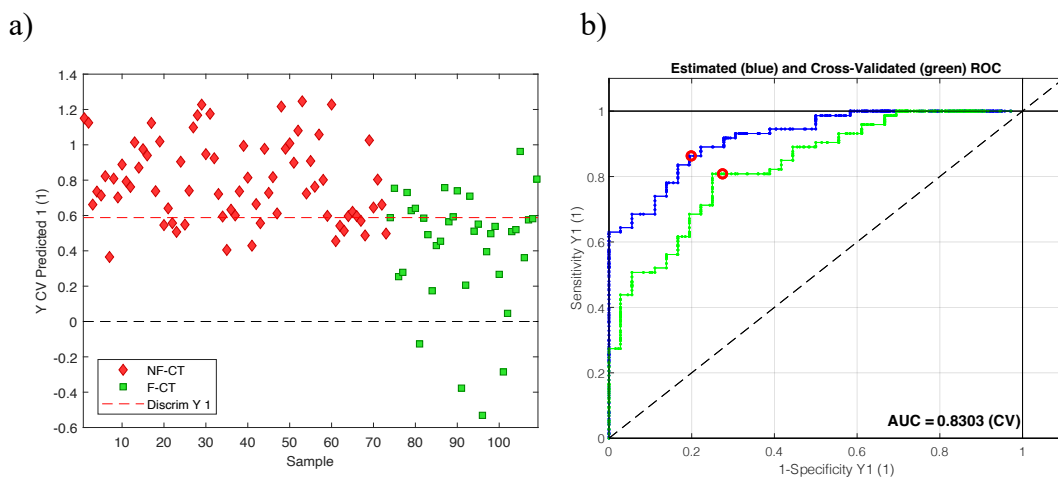 a)
b)
Y CV Predicted 1 (1)
1.4
1.2
1
0.8
0.6
0.4
0.2
0
-0.2
-0.4
-0.6
NF-CT
F-CT
Discrim Y 1
10 20 30 40 50 60 70 80 90 100
Sample
Estimated (blue) and Cross-Validated (green) ROC
Sensitivity Y1 (1)
1
0.8
0.6
0.4
0.2
0
AUC = 0.8303 (CV)
0 0.2 0.4 0.6 0.8 1
1-Specificity Y1 (1)